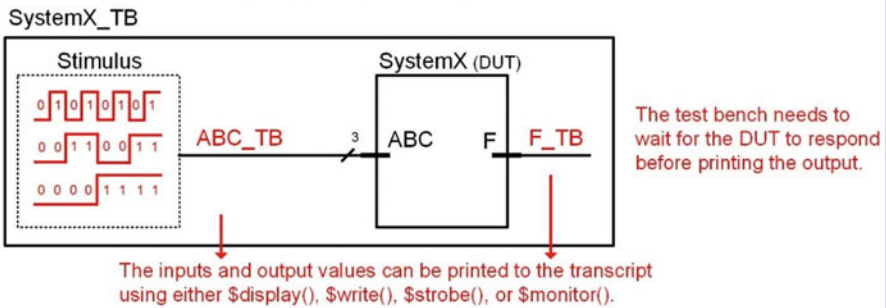 SystemX_TB
Stimulus
SystemX (DUT)
0 1 0 1 0 1 0 1
0 0 1 1 0 0 1 1
0 0 0 0 1 1 1 1
ABC_TB
3
ABC
F
F_TB
The test bench needs to
wait for the DUT to respond
before printing the output.
The inputs and output values can be printed to the transcript
using either $display(), $write(), $strobe(), or $monitor().